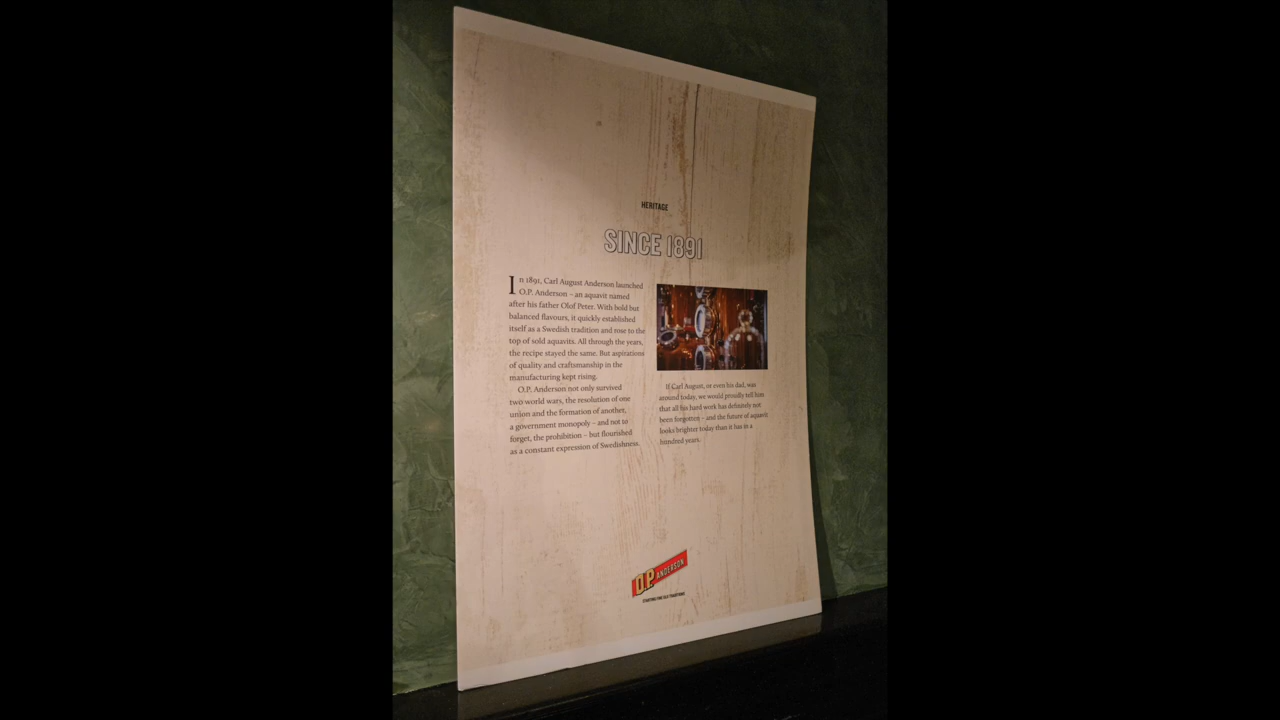 HERITAGE
SINCE 1891
In 1891, Carl August Anderson launched
O.P. Anderson – an aquavit named
after his father Olof Peter. With bold but
balanced flavours, it quickly established
itself as a Swedish tradition and rose to the
top of sold aquavits. All through the years,
the recipe stayed the same. But aspirations
of quality and craftsmanship in the
manufacturing kept rising.
O.P. Anderson not only survived
two world wars, the resolution of one
union and the formation of another,
a government monopoly – and not to
forget, the prohibition – but flourished
as a constant expression of Swedishness.
If Carl August, or even his dad, was
around today, we would proudly tell him
that all his hard work has definitely not
been forgotten – and the future of aquavit
looks brighter today than it has in a
hundred years.
O.P. ANDERSON
STARTING FINE OLD TRADITIONS